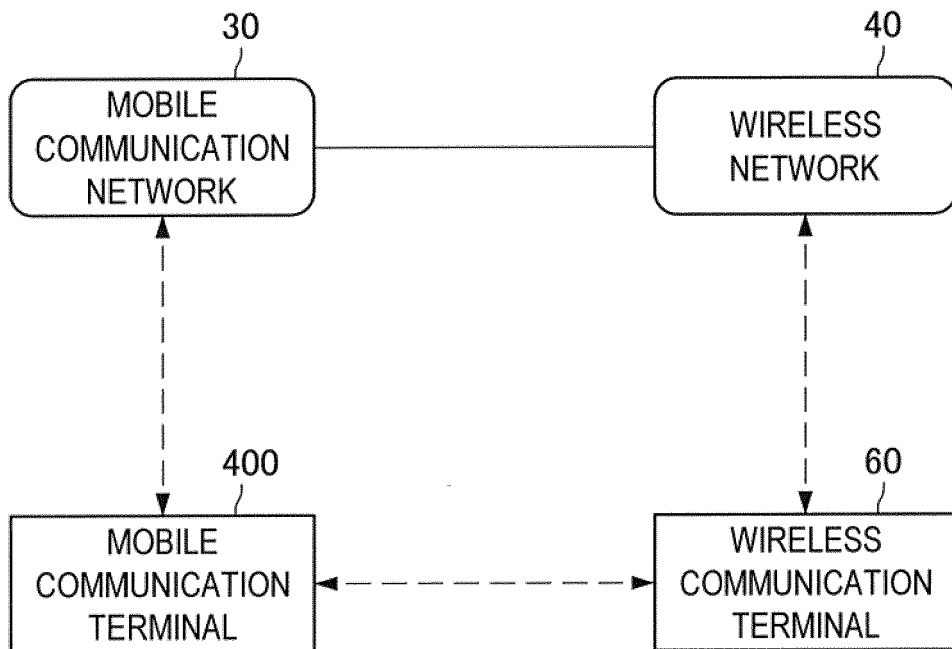 30
40
MOBILE
COMMUNICATION
NETWORK
WIRELESS
NETWORK
400
60
MOBILE
COMMUNICATION
TERMINAL
WIRELESS
COMMUNICATION
TERMINAL